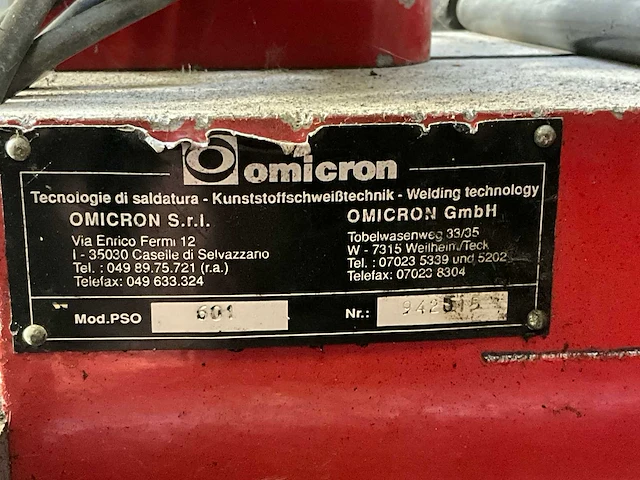 omicron
Tecnologie di saldatura - Kunststoffschweißtechnik - Welding technology
OMICRON S.r.l.
Via Enrico Fermi 12
I - 35030 Caselle di Selvazzano
Tel. : 049 89.75.721 (r.a.)
Telefax: 049 633.324
OMICRON GmbH
Tobelwasenweg 33/35
W - 7315 Weilheim/Teck
Tel. : 07023 5339 und 5202
Telefax: 07023 8304
Mod.PSO 601
Nr.: